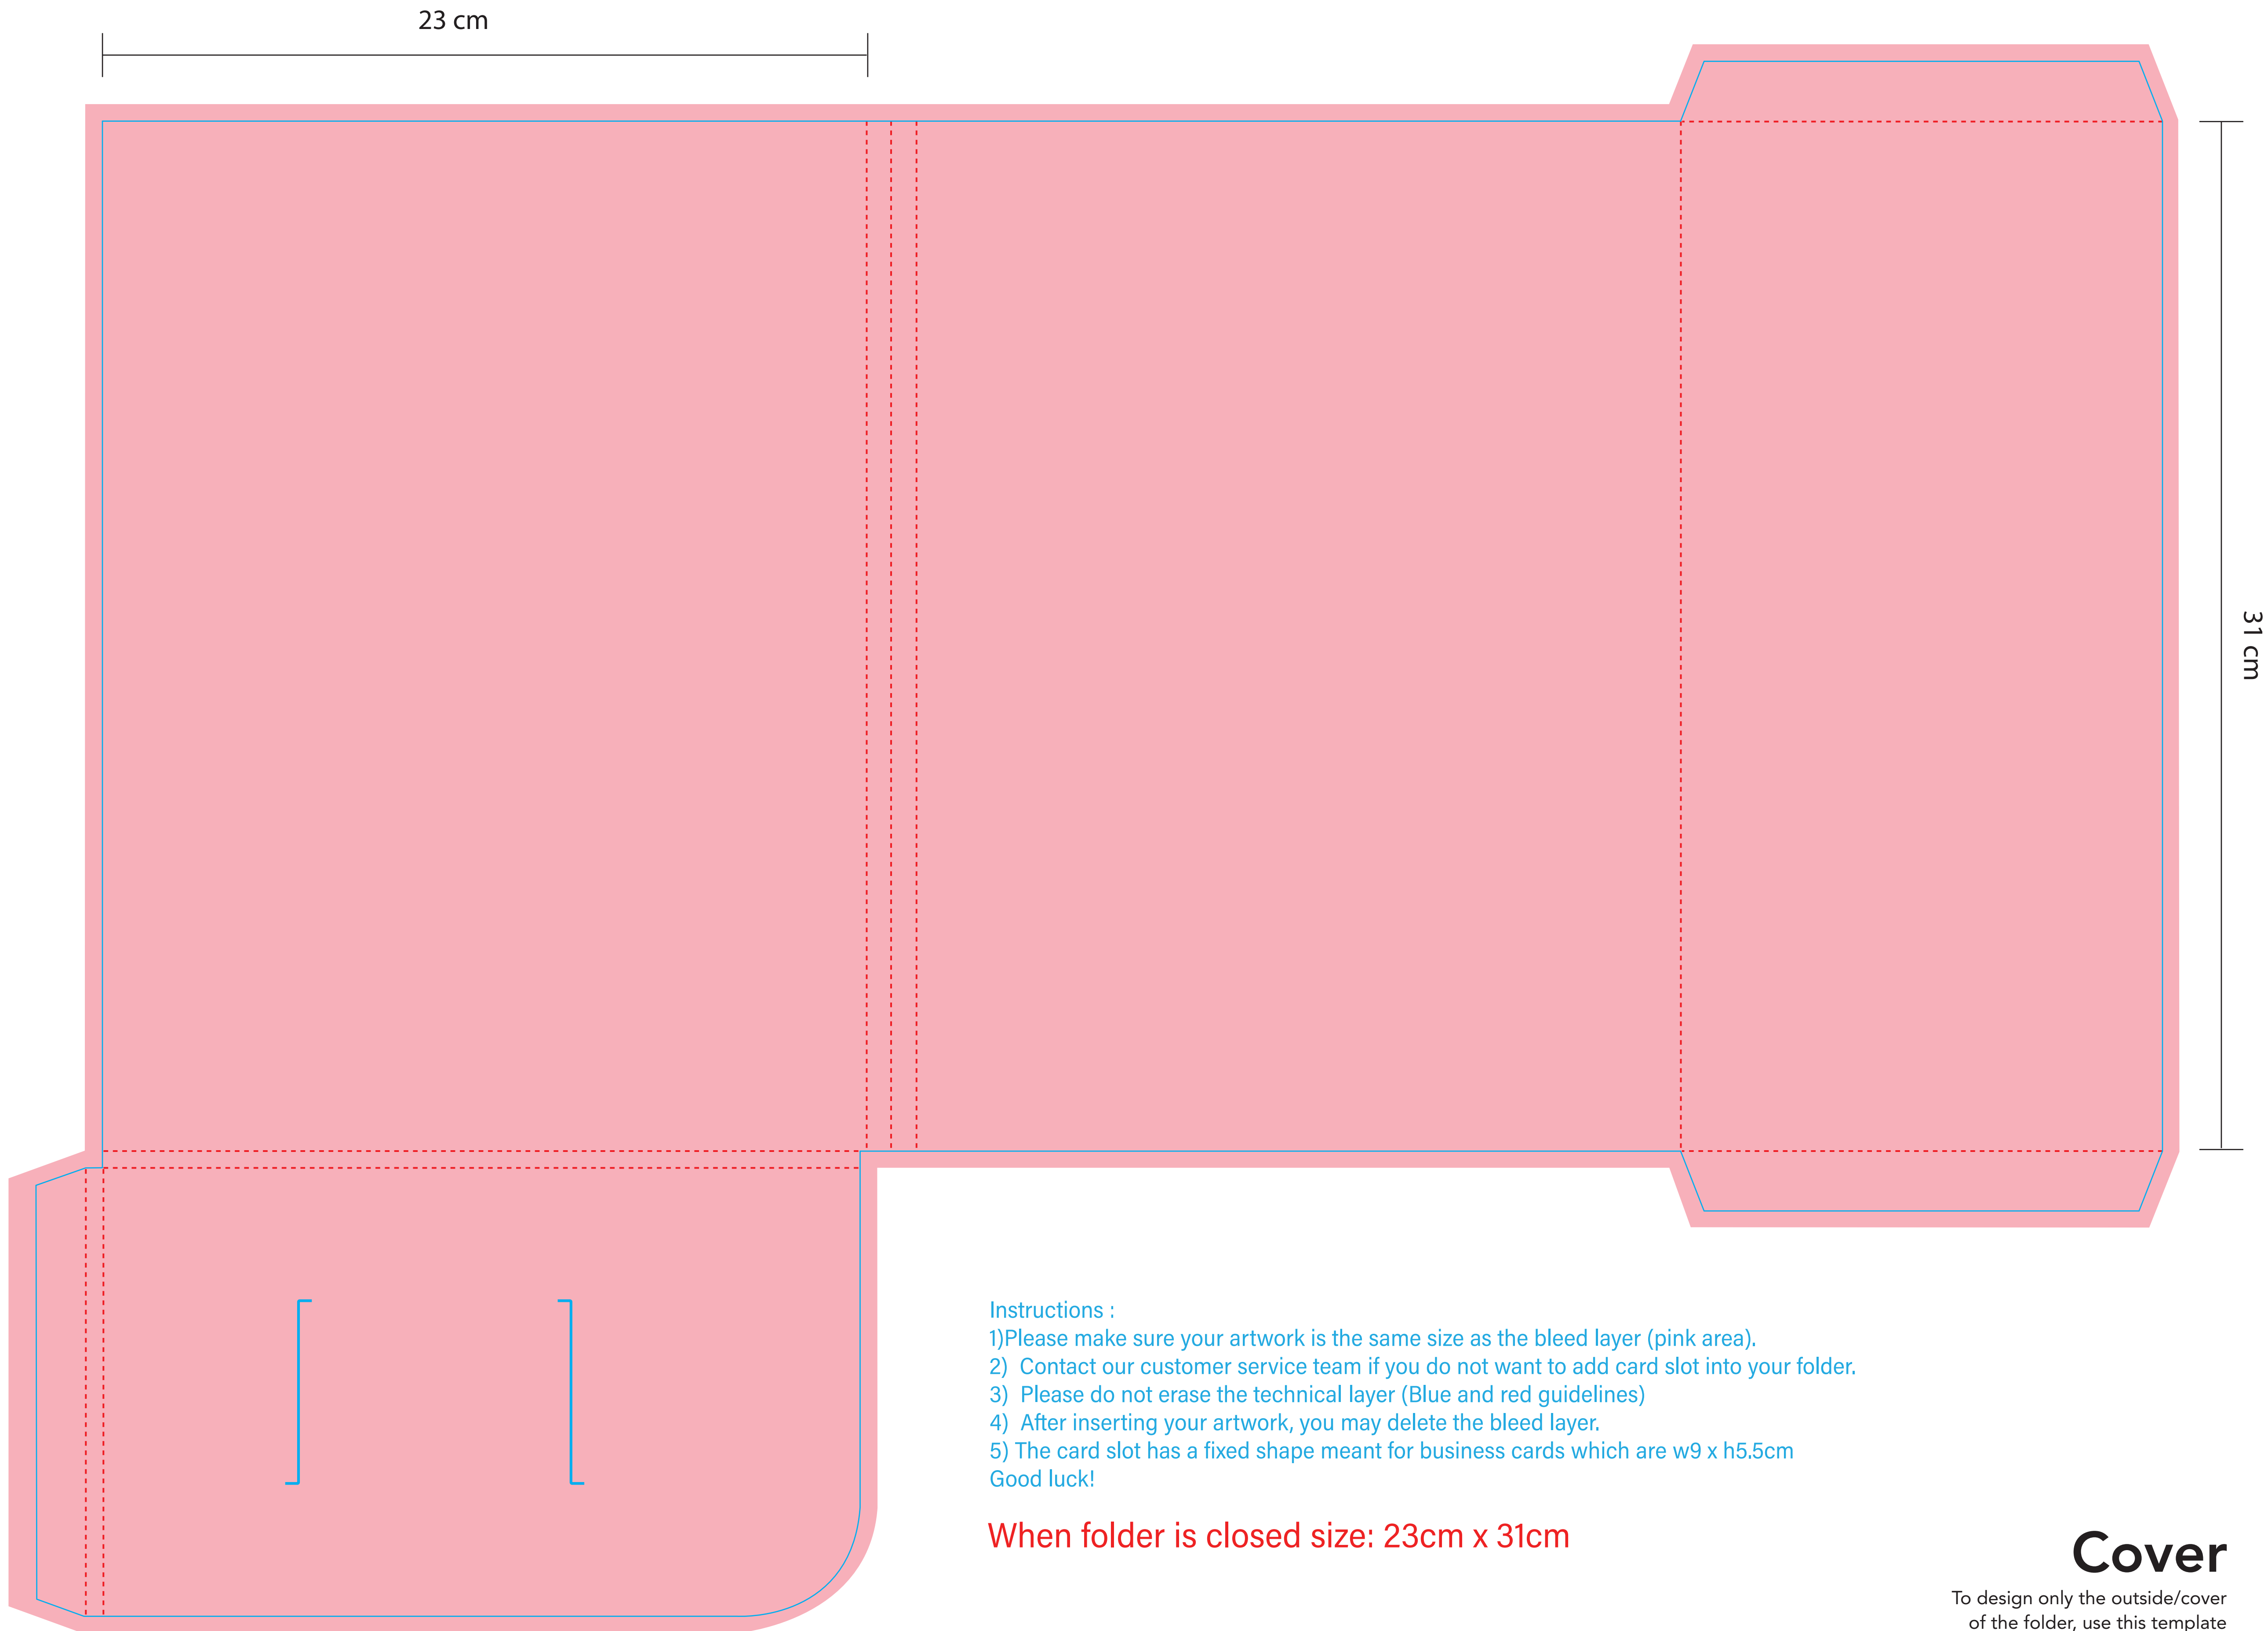 23 cm
31 cm
Instructions :
1)Please make sure your artwork is the same size as the bleed layer (pink area).
2) Contact our customer service team if you do not want to add card slot into your folder.
3) Please do not erase the technical layer (Blue and red guidelines)
4) After inserting your artwork, you may delete the bleed layer.
5) The card slot has a fixed shape meant for business cards which are w9 x h5.5cm
Good luck!
When folder is closed size: 23cm x 31cm
Cover
To design only the outside/cover
of the folder, use this template